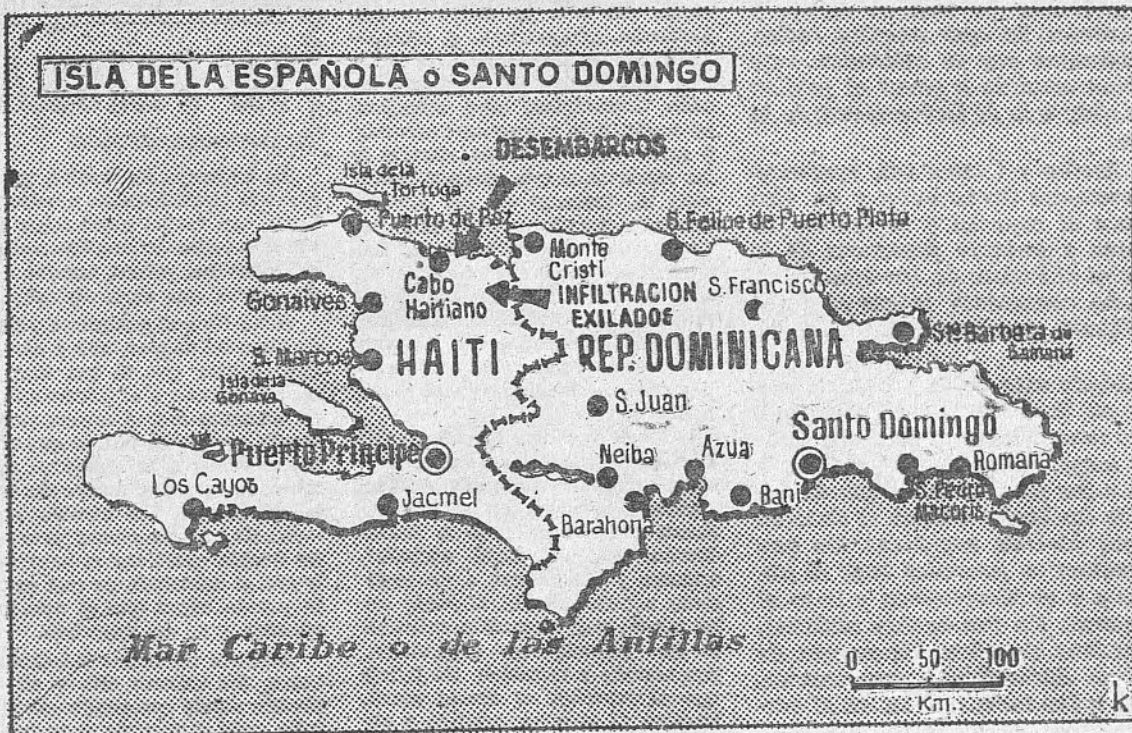 ISLA DE LA ESPAÑOLA o SANTO DOMINGO
DESEMBARCOS
Isla de la
Tortuga
Puerto de Paz
S. Felipe de Puerto Plata
Monte
Cristi
Cabo
Haitiano
INFILTRACION
EXILADOS
S. Francisco
Gonaives
Sta Barbara de
Samaná
S. Marcos
HAITI
REP. DOMINICANA
Isla de la
Gonave
S. Juan
Santo Domingo
Puerto Principe
Neiba
Azua
Romana
Los Cayos
Jacmel
Barahona
Bani
S. Pedro
Macoris
Mar Caribe o de las Antillas
0 50 100
Km.
k